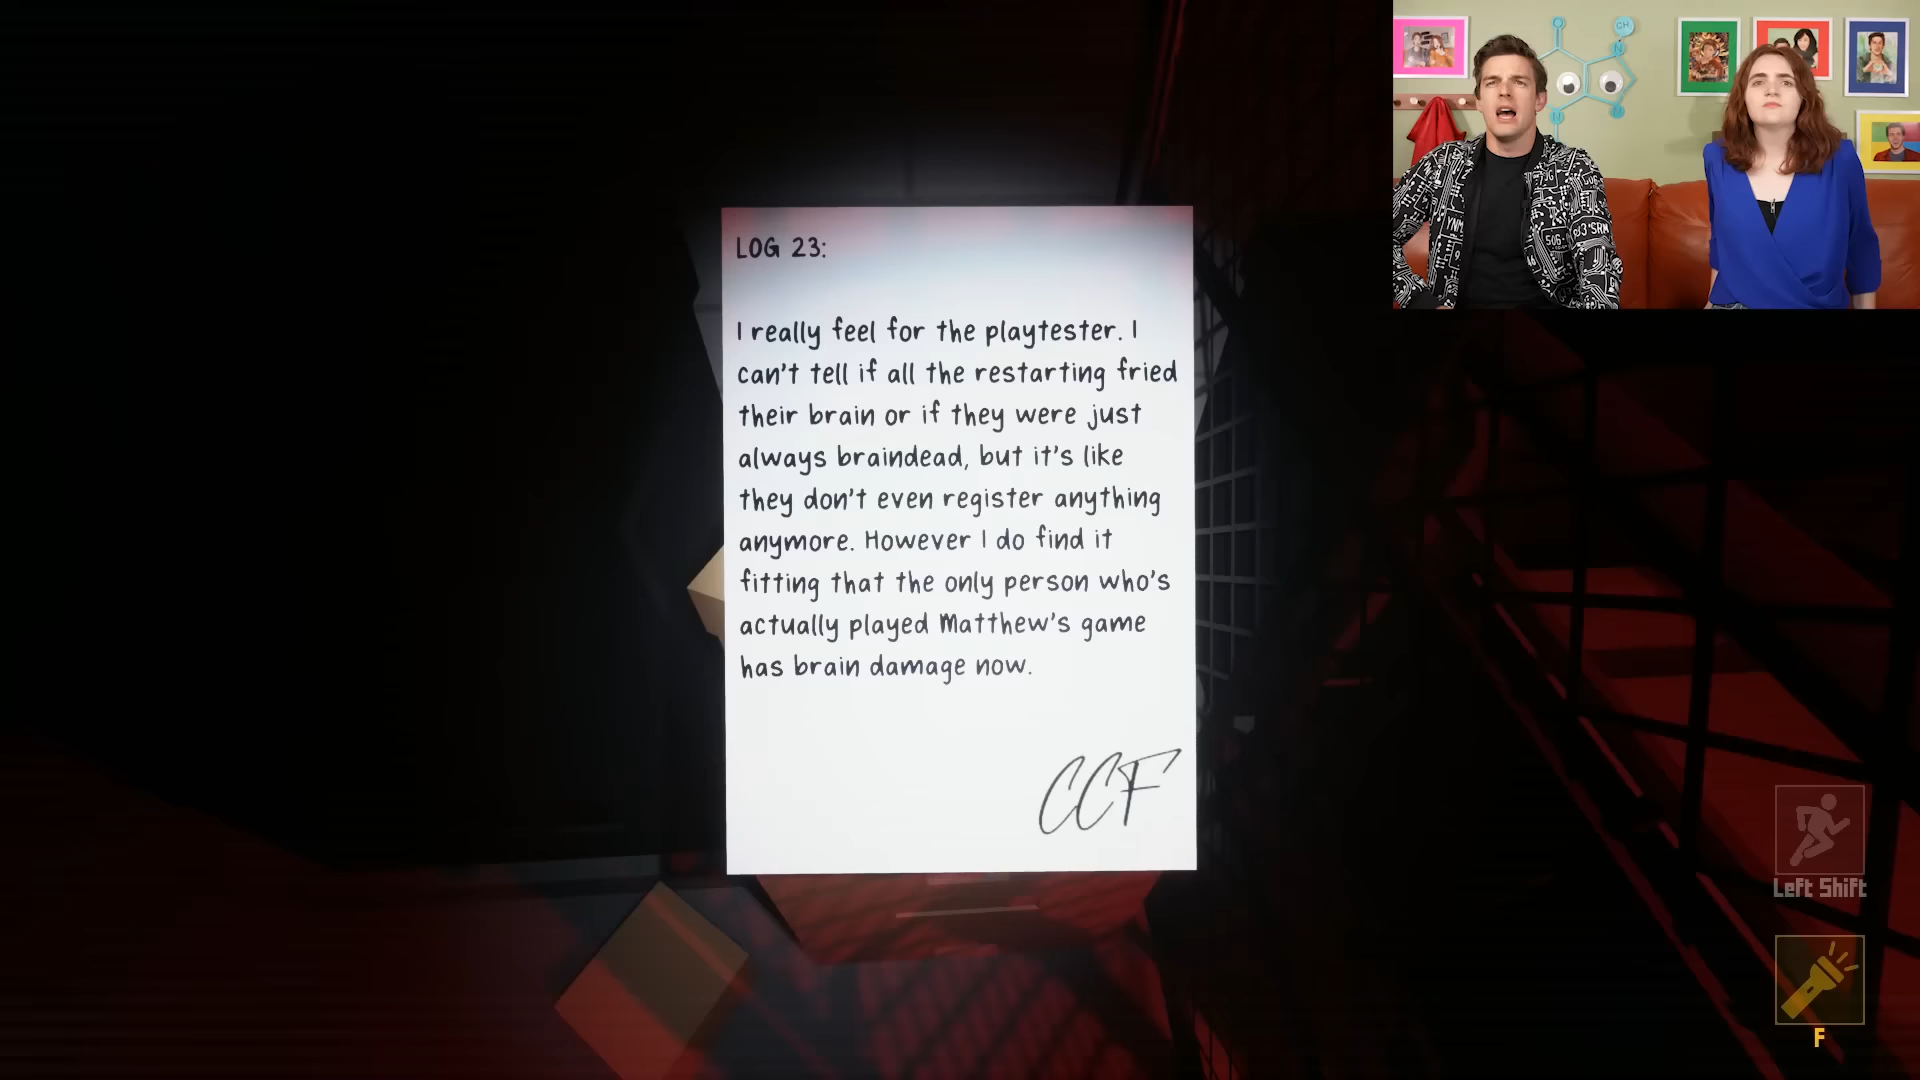 LOG 23:
I really feel for the playtester. I
can't tell if all the restarting fried
their brain or if they were just
always braindead, but it's like
they don't even register anything
anymore. However I do find it
fitting that the only person who's
actually played Matthew's game
has brain damage now.
CCF
CH3
N
N
N
Left Shift
F